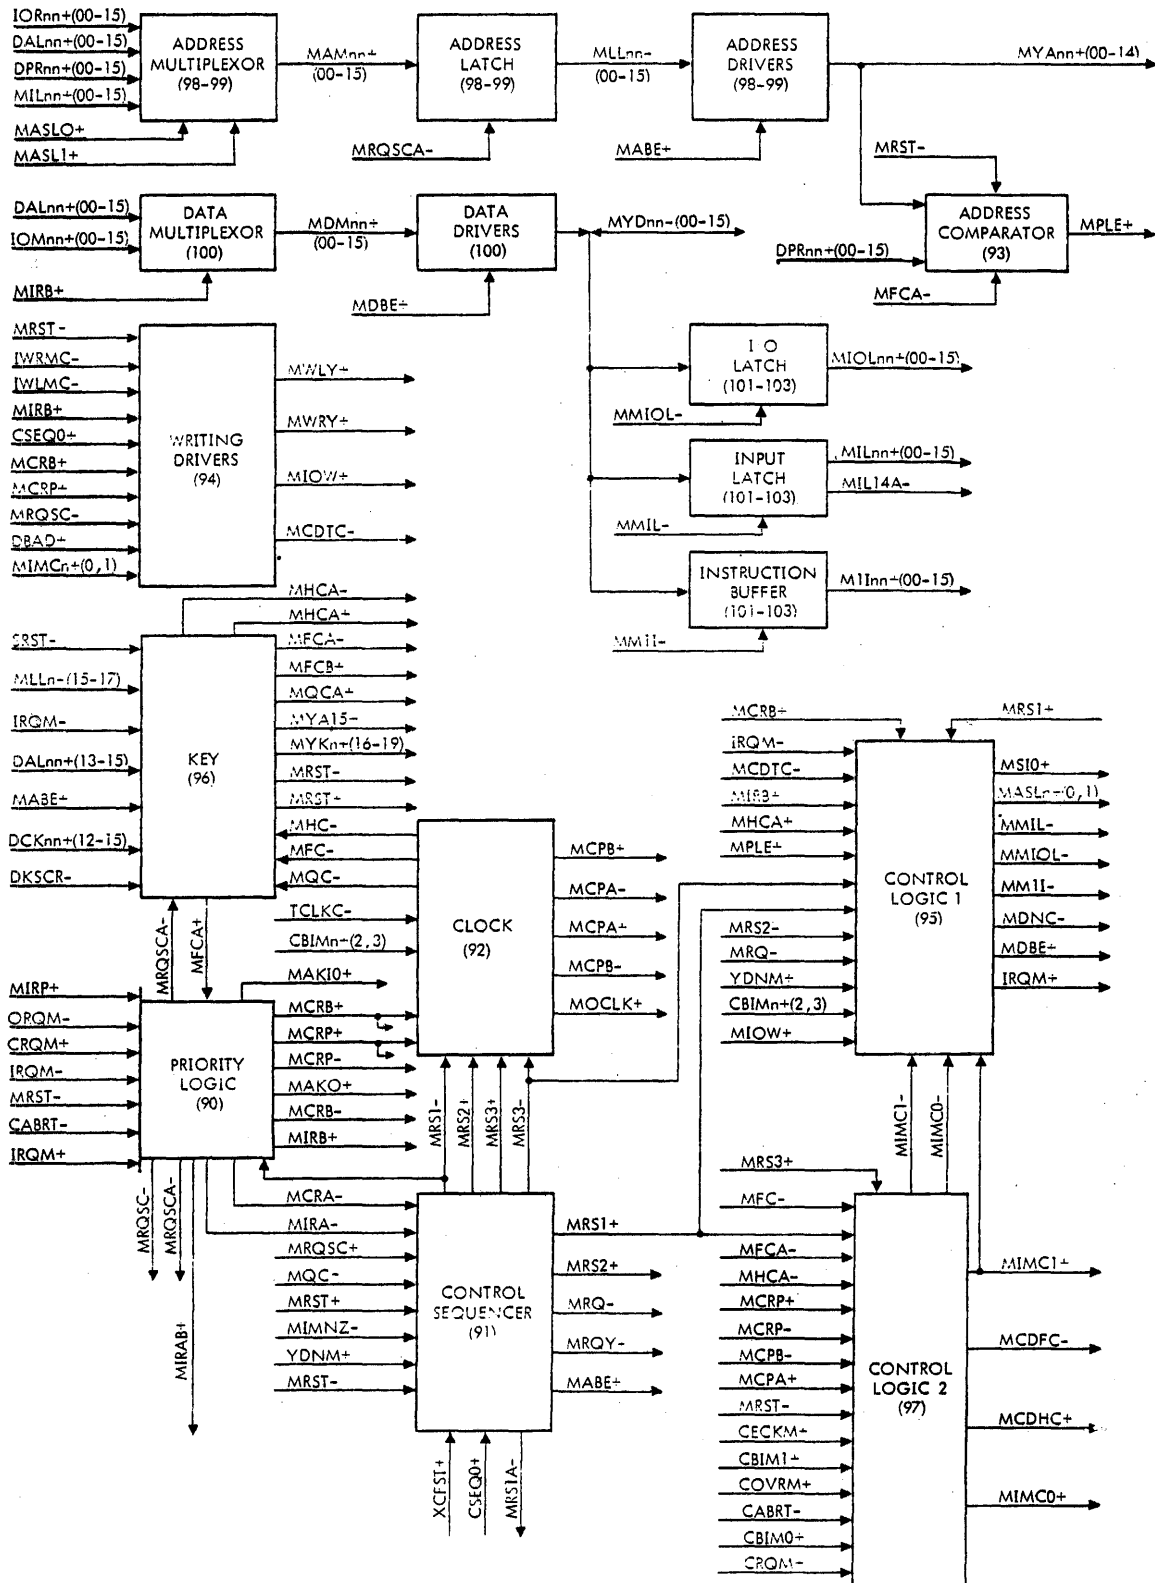 IORnn+(00-15)
DALnn+(00-15)
DPRnn+(00-15)
MILnn+(00-15)
MASL0+
MASL1+
ADDRESS
MULTIPLEXOR
(98-99)
MAMnn+
(00-15)
ADDRESS
LATCH
(98-99)
MRQSCA-
MLLnn-
(00-15)
ADDRESS
DRIVERS
(98-99)
MABE+
MYAnn+(00-14)
MRST-
ADDRESS
COMPARATOR
(93)
DPRnn+(00-15)
MFCA-
MPLE+
DALnn+(00-15)
IOMnn+(00-15)
MIRB+
DATA
MULTIPLEXOR
(100)
MDMnn+
(00-15)
DATA
DRIVERS
(100)
MDBE+
MYDnn-(00-15)
I O
LATCH
(101-103)
MMIOL-
MIOLnn+(00-15)
INPUT
LATCH
(101-103)
MMIL-
MILnn+(00-15)
MIL14A-
INSTRUCTION
BUFFER
(101-103)
MM1I-
M1Inn+(00-15)
MRST-
IWRMC-
IWLMC-
MIRB+
CSEQ0+
MCRB+
MCRP+
MRQSC-
DBAD+
MIMCn+(0,1)
WRITING
DRIVERS
(94)
MWLY+
MWRY+
MIOW+
MCDTC-
MHCA-
MHCA+
MFCA-
MFCB+
MQCA+
MYA15-
MYKn+(16-19)
MRST-
MRST+
MHC-
MFC-
MQC-
SRST-
MLLn-(15-17)
IRQM-
DALnn+(13-15)
MABE+
DCKnn+(12-15)
DKSCR-
KEY
(96)
MRQSCA-
MFCA+
TCLKC-
CBIMn+(2,3)
CLOCK
(92)
MCPB+
MCPA-
MCPA+
MCPB-
MOCLK+
MIRP+
ORQM-
CRQM+
IRQM-
MRST-
CABRT-
IRQM+
PRIORITY
LOGIC
(90)
MAKI0+
MCRB+
MCRP+
MCRP-
MAKO+
MCRB-
MIRB+
MRQSC-
MRQSCA-
MIRAB+
MRS1-
MRS2+
MRS3+
MRS3-
MCRA-
MIRA-
MRQSC+
MQC-
MRST+
MIMNZ-
YDNM+
MRST-
CONTROL
SEQUENCER
(91)
MRS1+
MRS2+
MRQ-
MRQY-
MABE+
XCFST+
CSEQ0+
MRS1A-
MCRB+
MRS1+
IRQM-
MCDTC-
MIRB+
MHCA+
MPLE+
MRS2-
MRQ-
YDNM+
CBIMn+(2,3)
MIOW+
CONTROL
LOGIC 1
(95)
MSI0+
MASLn+(0,1)
MMIL-
MMIOL-
MM1I-
MDNC-
MDBE+
IRQM+
MIMC1-
MIMC0-
MRS3+
MFC-
MFCA-
MHCA-
MCRP+
MCRP-
MCPB-
MCPA+
MRST-
CECKM+
CBIM1+
COVRM+
CABRT-
CBIM0+
CRQM-
CONTROL
LOGIC 2
(97)
MIMC1+
MCDFC-
MCDHC+
MIMC0+